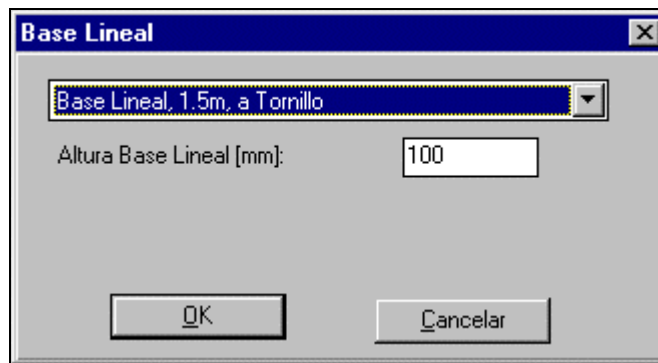 Base Lineal
Base Lineal, 1.5m, a Tornillo
Altura Base Lineal [mm]: 100
OK Cancelar